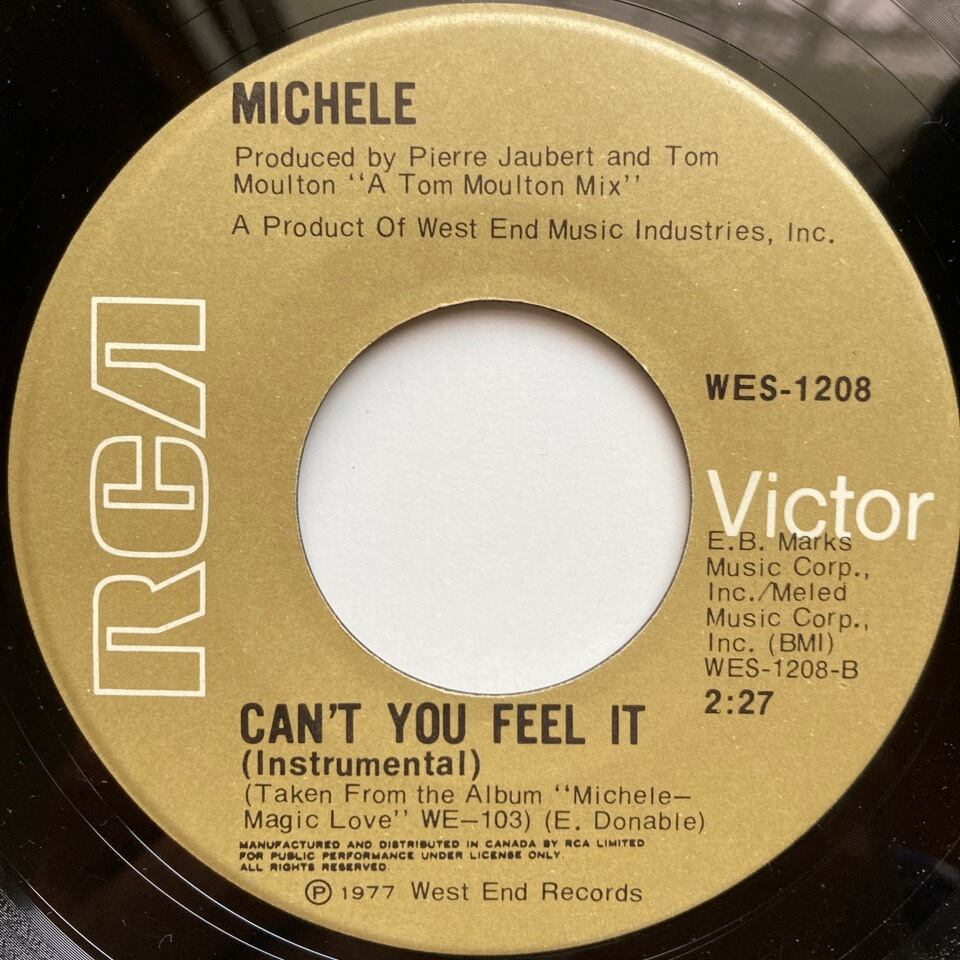 MICHELE
Produced by Pierre Jaubert and Tom
Moulton "A Tom Moulton Mix"
A Product Of West End Music Industries, Inc.
RCA
WES-1208
Victor
E.B. Marks
Music Corp.,
Inc./Meled
Music Corp.,
Inc. (BMI)
WES-1208-B
2:27
CAN'T YOU FEEL IT
(Instrumental)
(Taken From the Album "Michele—
Magic Love" WE—103) (E. Donable)
MANUFACTURED AND DISTRIBUTED IN CANADA BY RCA LIMITED
FOR PUBLIC PERFORMANCE UNDER LICENSE ONLY.
ALL RIGHTS RESERVED.
Ⓟ 1977 West End Records